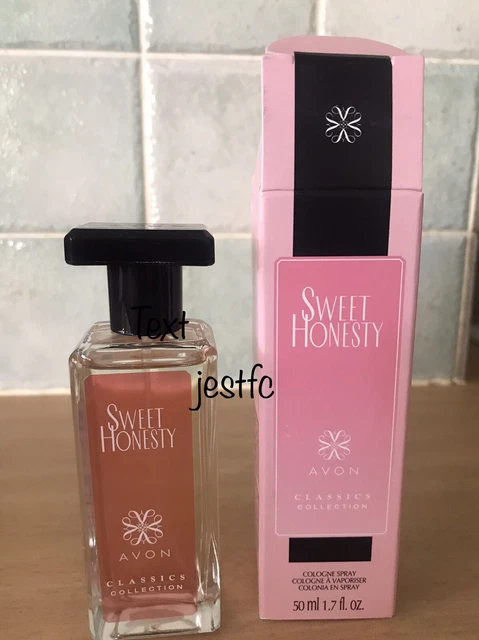 Text
jestfc
SWEET
HONESTY
AVON
CLASSICS
COLLECTION
SWEET
HONESTY
AVON
CLASSICS
COLLECTION
COLOGNE SPRAY
COLOGNE À VAPORISER
COLONIA EN SPRAY
50 ml 1.7 fl. oz.